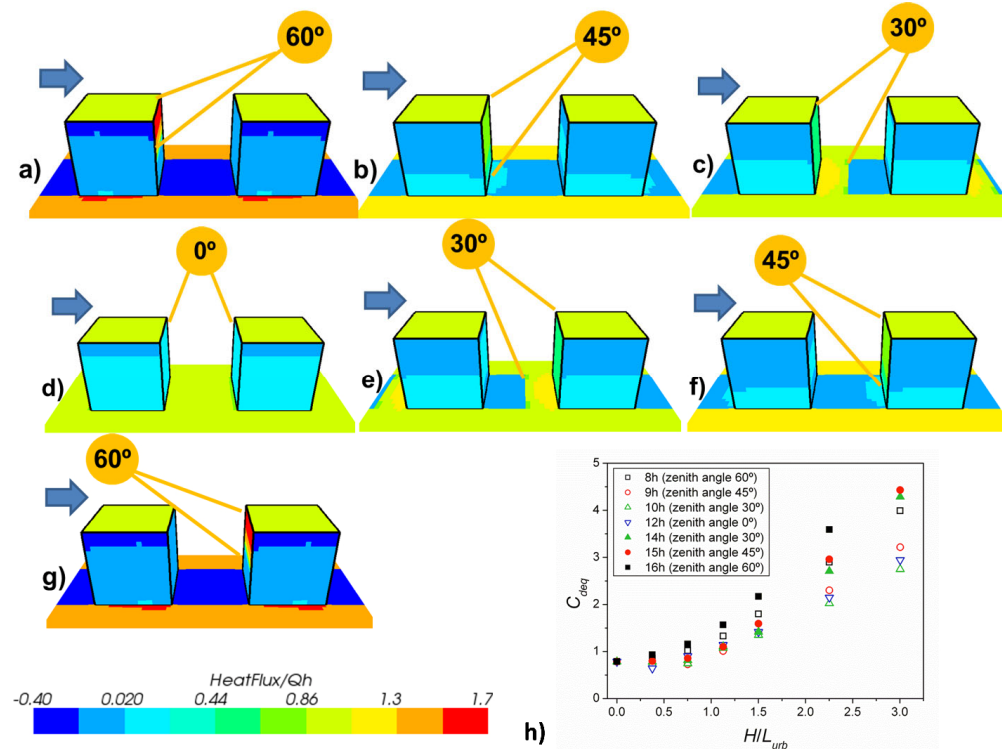 60º
45º
30º
a)
b)
c)
0º
30º
45º
d)
e)
f)
60º
g)
HeatFlux/Qh
-0.40 0.020 0.44 0.86 1.3 1.7
h)
8h (zenith angle 60º)
9h (zenith angle 45º)
10h (zenith angle 30º)
12h (zenith angle 0º)
14h (zenith angle 30º)
15h (zenith angle 45º)
16h (zenith angle 60º)
5
4
3
2
1
0
Cdeq
0.0 0.5 1.0 1.5 2.0 2.5 3.0
H/Lurb